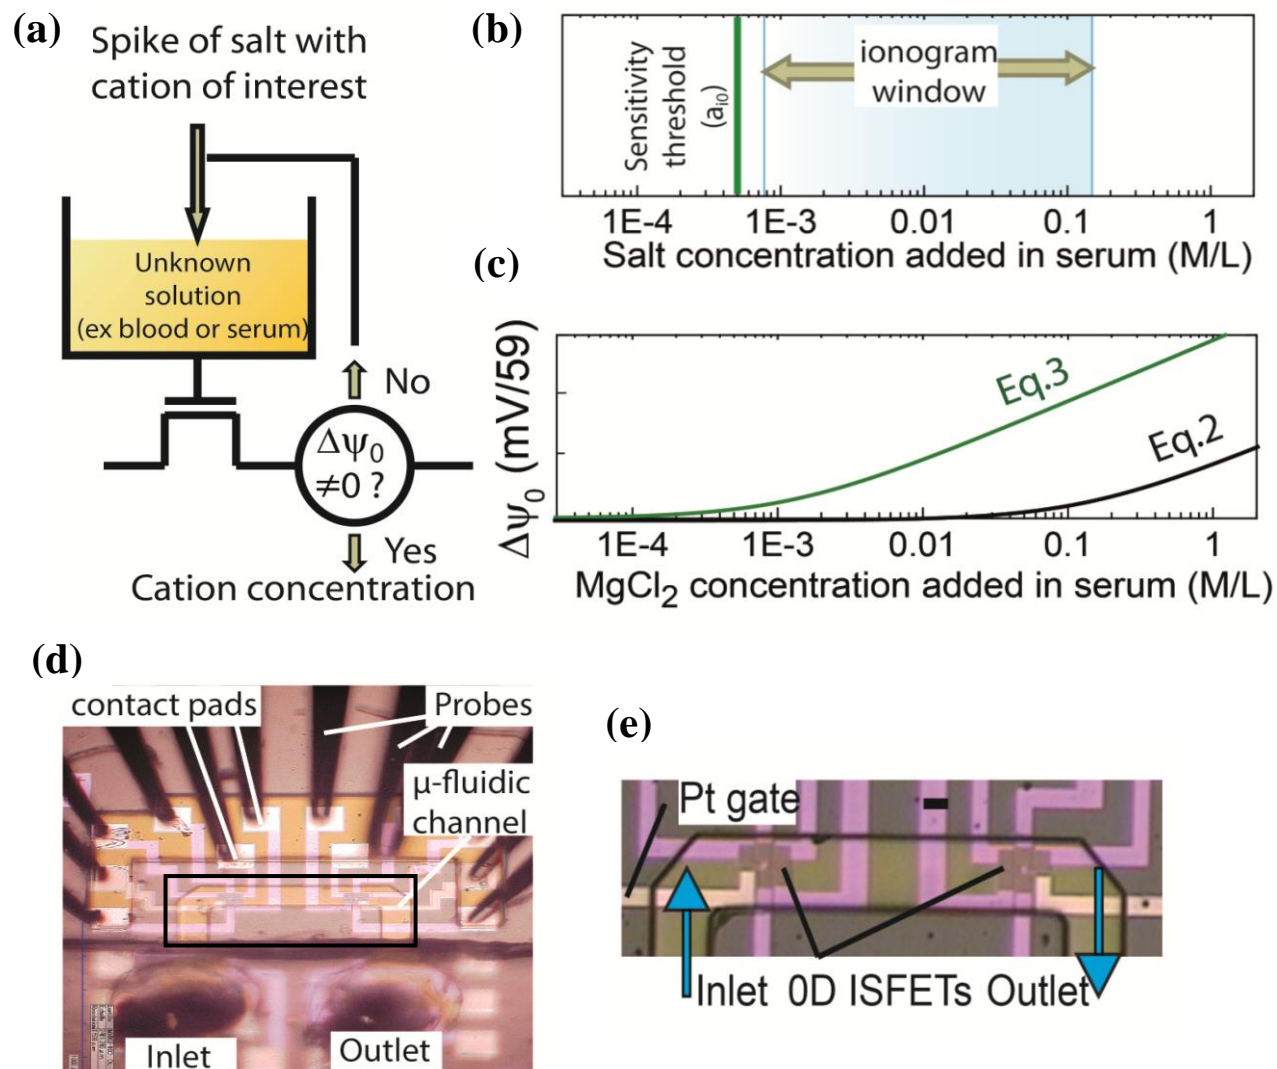 (a)
Spike of salt with
cation of interest
Unknown
solution
(ex blood or serum)
No
Δψ0
≠0 ?
Yes
Cation concentration
(b)
Sensitivity
threshold
(ai0)
ionogram
window
1E-4 1E-3 0.01 0.1 1
Salt concentration added in serum (M/L)
(c)
Δψ0 (mV/59)
Eq.3
Eq.2
1E-4 1E-3 0.01 0.1 1
MgCl2 concentration added in serum (M/L)
(d)
contact pads
Probes
μ-fluidic
channel
Inlet
Outlet
(e)
Pt gate
Inlet 0D ISFETs Outlet